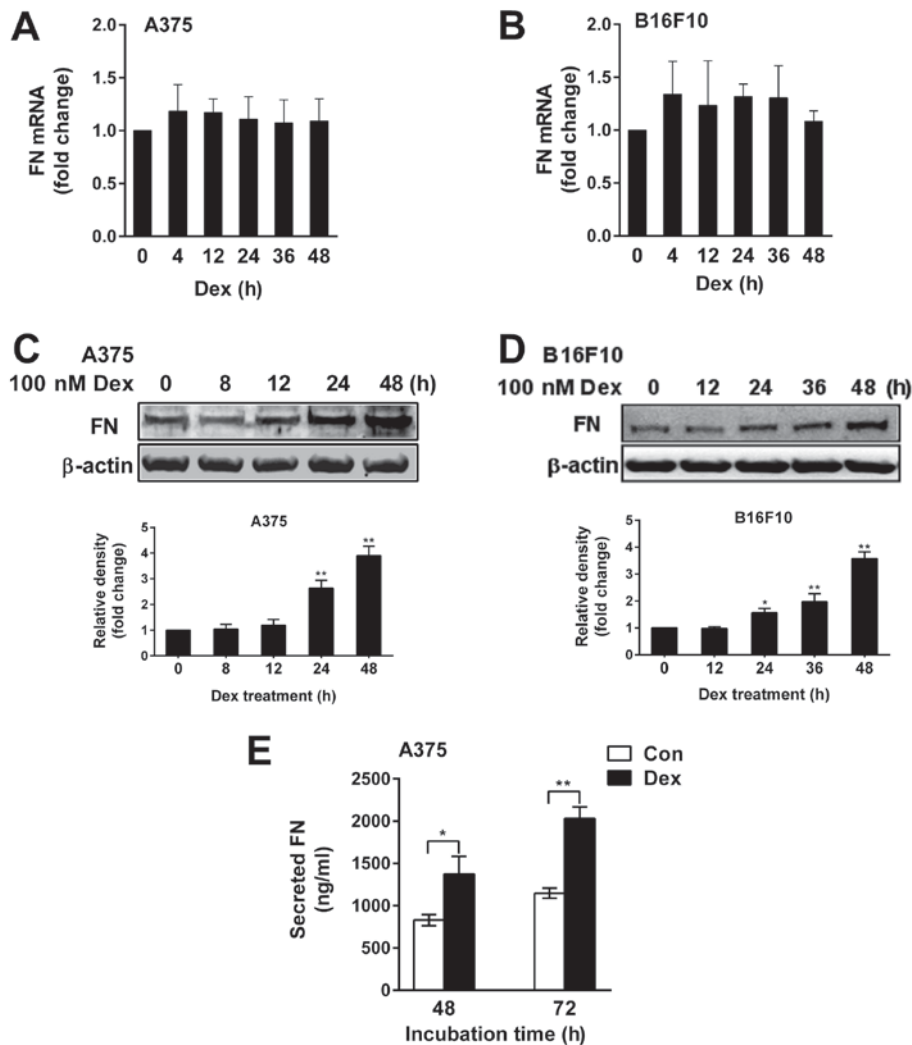 A
A375
FN mRNA
(fold change)
2.0
1.5
1.0
0.5
0.0
0 4 12 24 36 48
Dex (h)
B
B16F10
FN mRNA
(fold change)
2.0
1.5
1.0
0.5
0.0
0 4 12 24 36 48
Dex (h)
C
A375
100 nM Dex 0 8 12 24 48 (h)
FN
β-actin
A375
Relative density
(fold change)
5
4
3
2
1
0
** **
0 8 12 24 48
Dex treatment (h)
D
B16F10
100 nM Dex 0 12 24 36 48 (h)
FN
β-actin
B16F10
Relative density
(fold change)
5
4
3
2
1
0
* ** **
0 12 24 36 48
Dex treatment (h)
E
A375
Con
Dex
Secreted FN
(ng/ml)
2500
2000
1500
1000
500
0
* **
48 72
Incubation time (h)